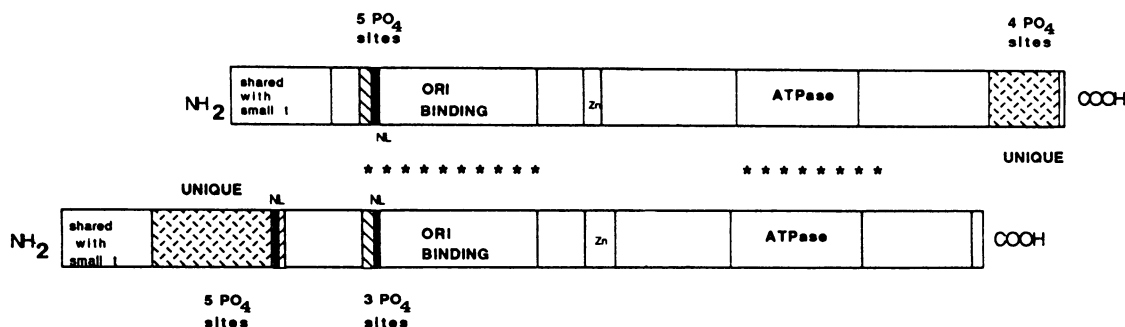 5 PO4
sites
4 PO4
sites
NH2
shared
with
small t
ORI
BINDING
Zn
ATPase
COOH
NL
* * * * * * * * * *
* * * * * * * *
UNIQUE
UNIQUE
NL
NL
NH2
shared
with
small t
ORI
BINDING
Zn
ATPase
COOH
5 PO4
sites
3 PO4
sites